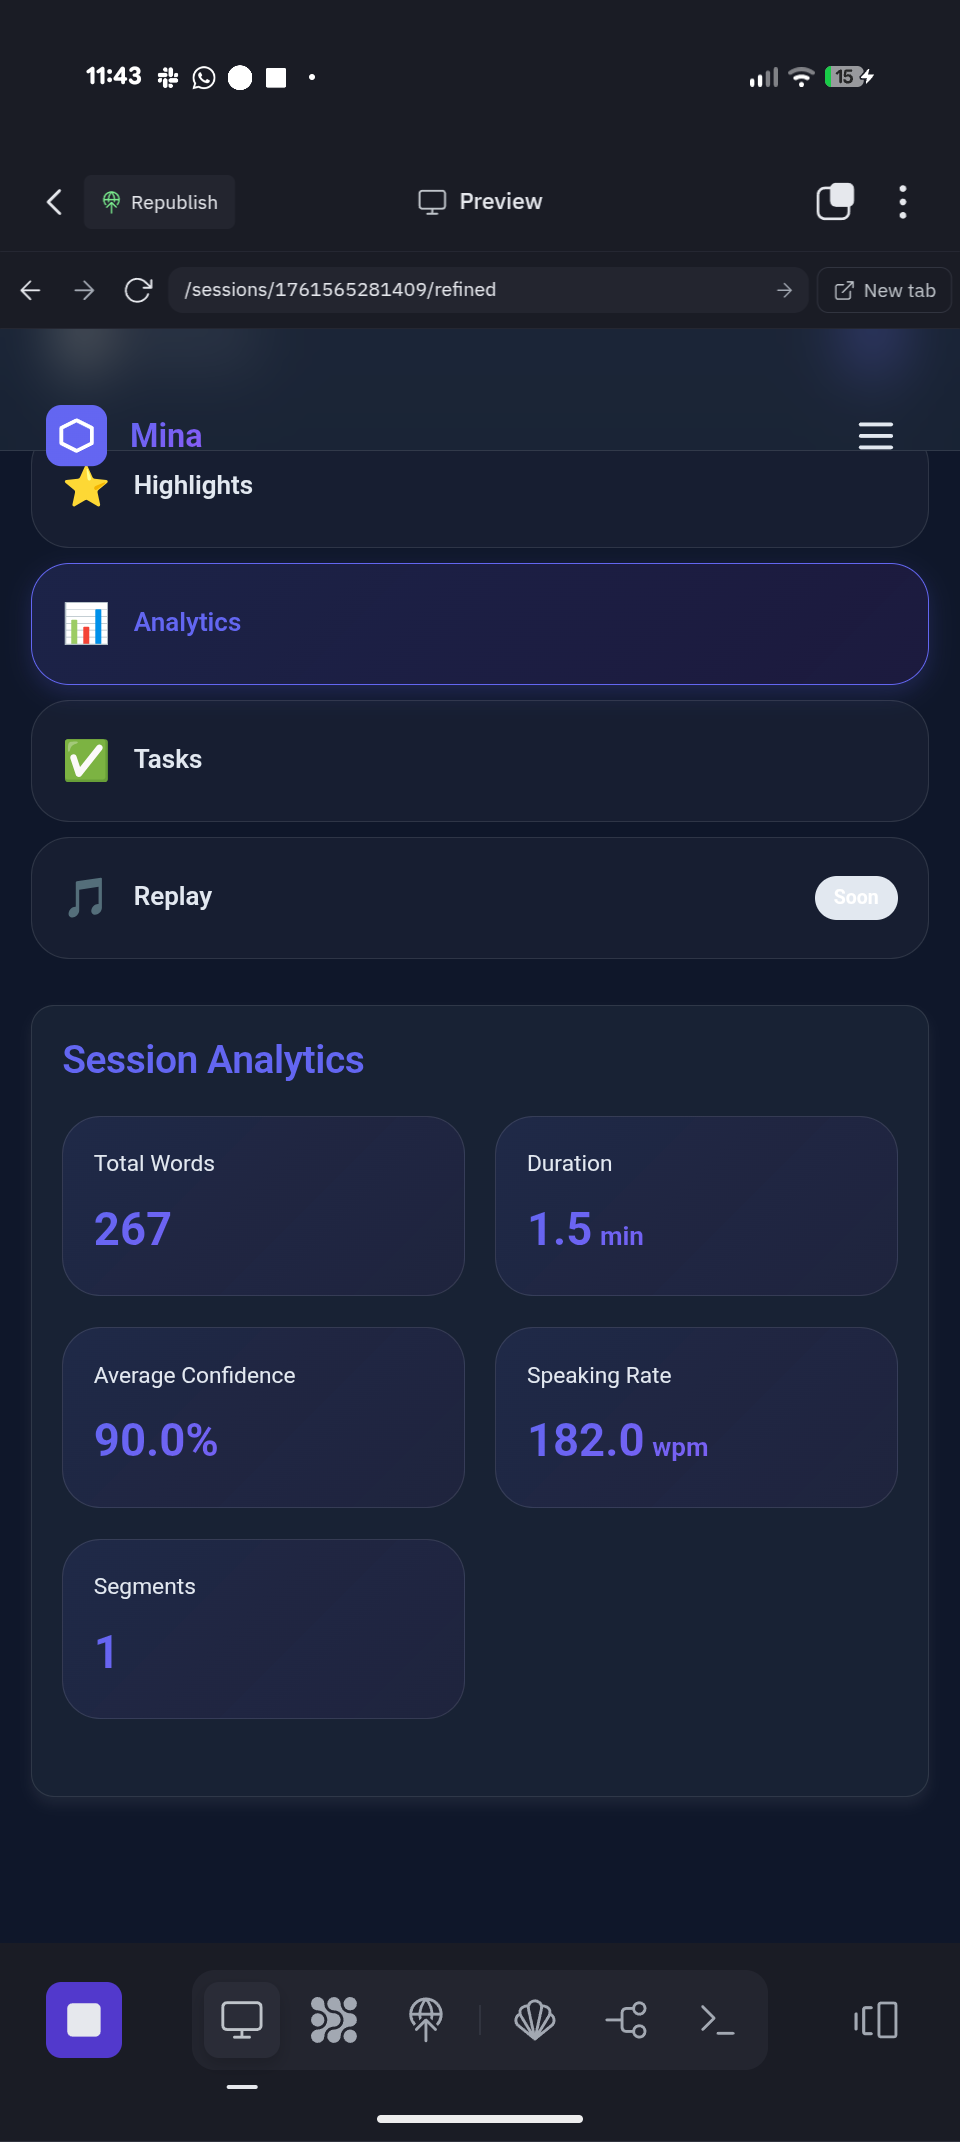 11:43
15
Republish
Preview
/sessions/1761565281409/refined
New tab
Mina
Highlights
Analytics
Tasks
Replay
Soon
Session Analytics
Total Words
267
Duration
1.5 min
Average Confidence
90.0%
Speaking Rate
182.0 wpm
Segments
1